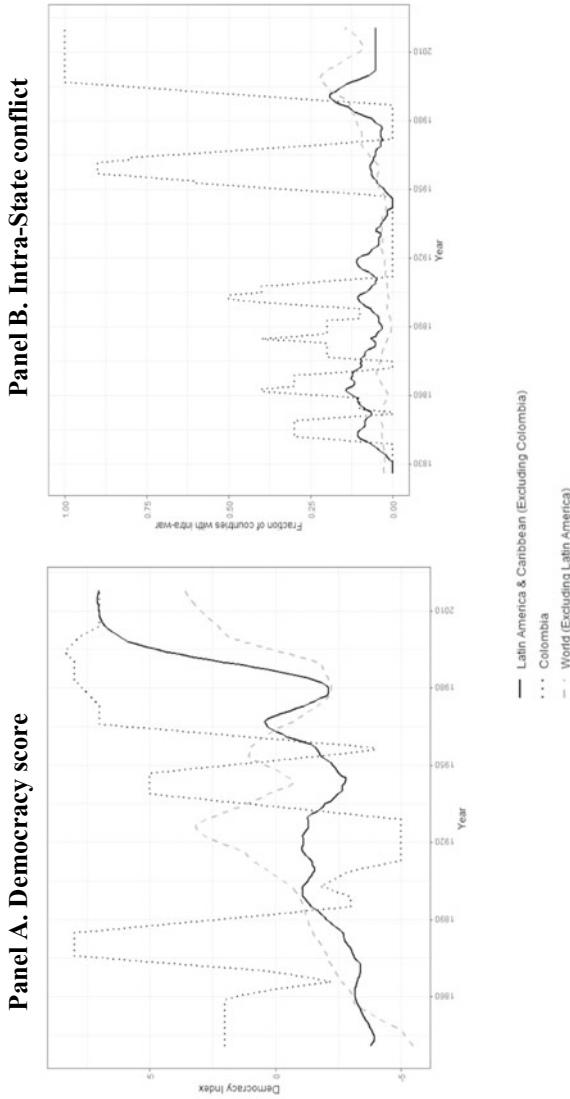 Panel A. Democracy score
5
0
-5
Democracy Index
1860
1890
1920
1950
1980
2010
Year
Panel B. Intra-State conflict
1.00
0.75
0.50
0.25
0.00
Fraction of countries with intra-war
1830
1860
1890
1920
1950
1980
2010
Year
Latin America & Caribbean (Excluding Colombia)
Colombia
World (Excluding Latin America)